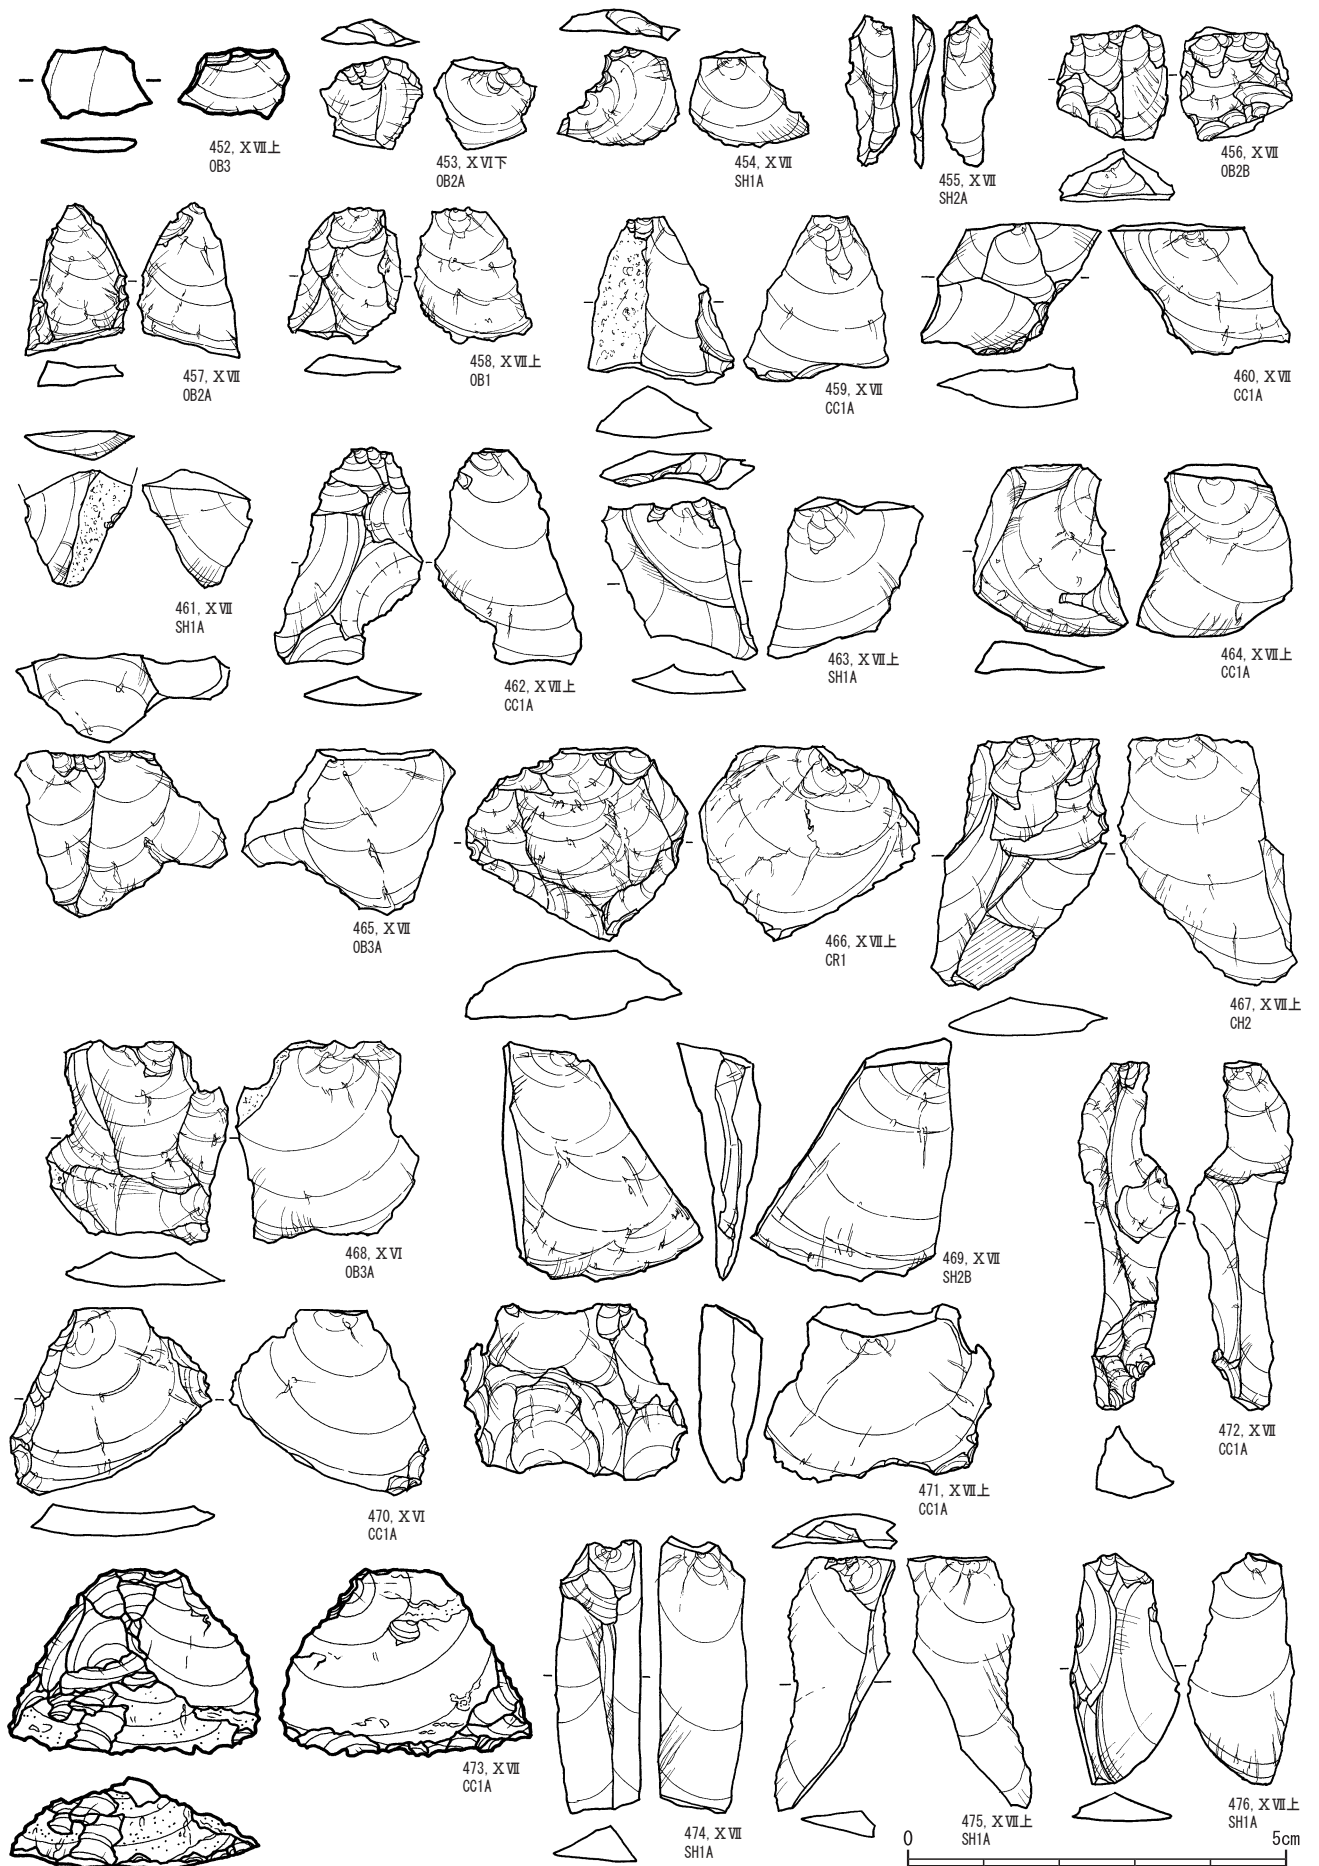 452, XⅦ上
OB3
453, XⅥ下
OB2A
454, XⅦ
SH1A
455, XⅦ
SH2A
456, XⅦ
OB2B
457, XⅦ
OB2A
458, XⅦ上
OB1
459, XⅦ
CC1A
460, XⅦ
CC1A
461, XⅦ
SH1A
462, XⅦ上
CC1A
463, XⅦ上
SH1A
464, XⅦ上
CC1A
465, XⅦ
OB3A
466, XⅦ上
CR1
467, XⅦ上
CH2
468, XⅥ
OB3A
469, XⅦ
SH2B
470, XⅥ
CC1A
471, XⅦ上
CC1A
472, XⅦ
CC1A
473, XⅦ
CC1A
474, XⅦ
SH1A
475, XⅦ上
SH1A
476, XⅦ上
SH1A
0 5cm